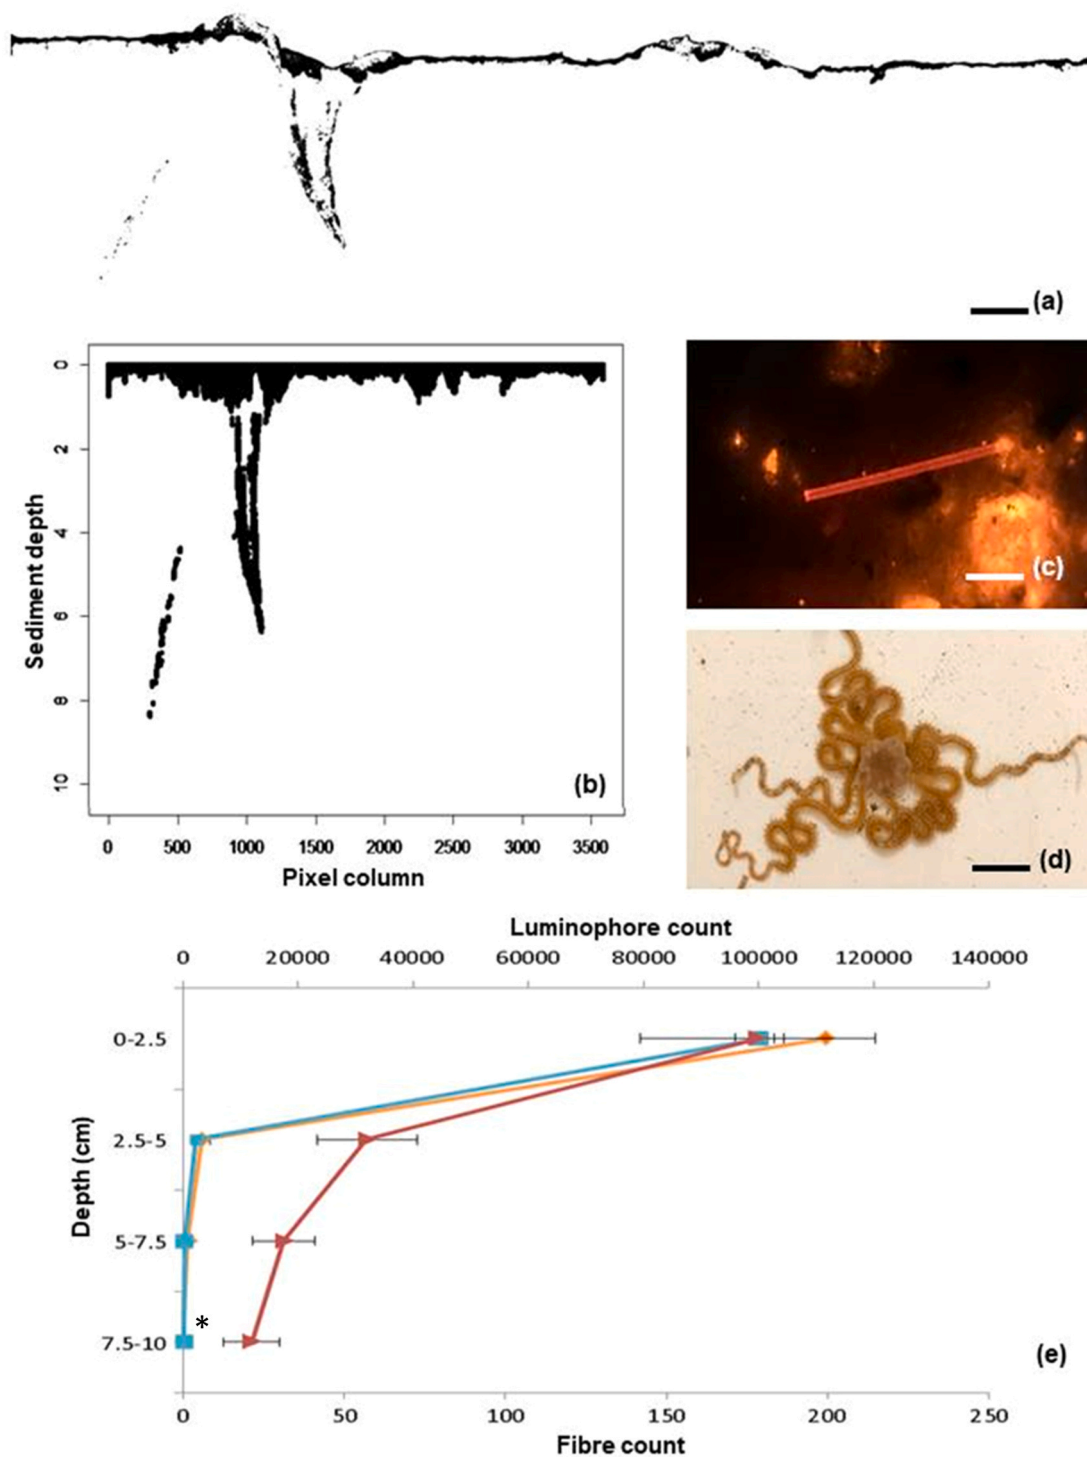 (a)
0
2
4
6
8
10
Sediment depth
(b)
0 500 1000 1500 2000 2500 3000 3500
Pixel column
(c)
(d)
Luminophore count
0 20000 40000 60000 80000 100000 120000 140000
0-2.5
2.5-5
5-7.5
7.5-10
Depth (cm)
*
(e)
0 50 100 150 200 250
Fibre count